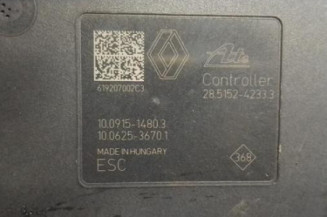 Ate
Controller
28.5152-4233.3
619207002C3
10.0915-1480.3
10.0625-3670.1
MADE IN HUNGARY
ESC
368